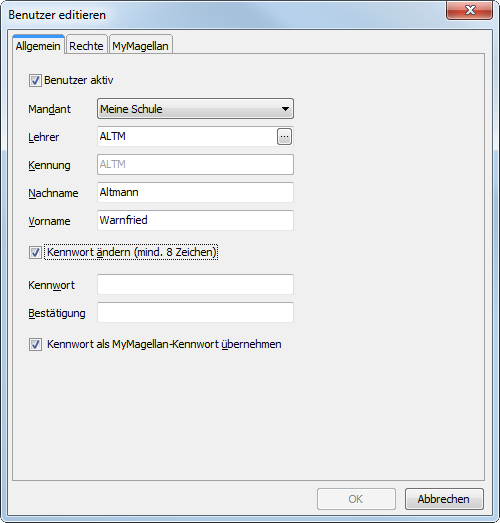 Benutzer editieren
Allgemein Rechte MyMagellan
Benutzer aktiv
Mandant Meine Schule
Lehrer ALTM ...
Kennung ALTM
Nachname Altmann
Vorname Warnfried
Kennwort ändern (mind. 8 Zeichen)
Kennwort
Bestätigung
Kennwort als MyMagellan-Kennwort übernehmen
OK Abbrechen